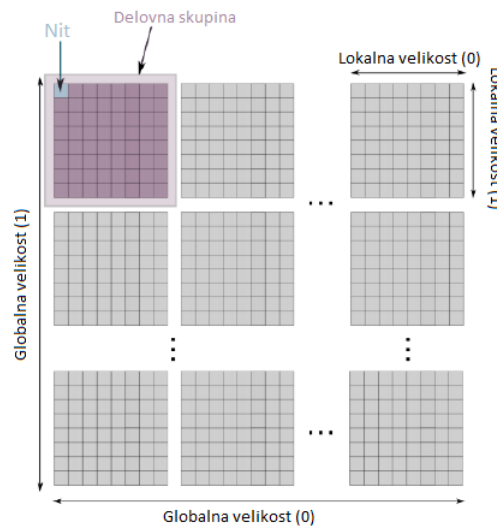 Delovna skupina
Nit
Lokalna velikost (0)
Lokalna velikost (1)
Globalna velikost (1)
...
...
...
...
Globalna velikost (0)